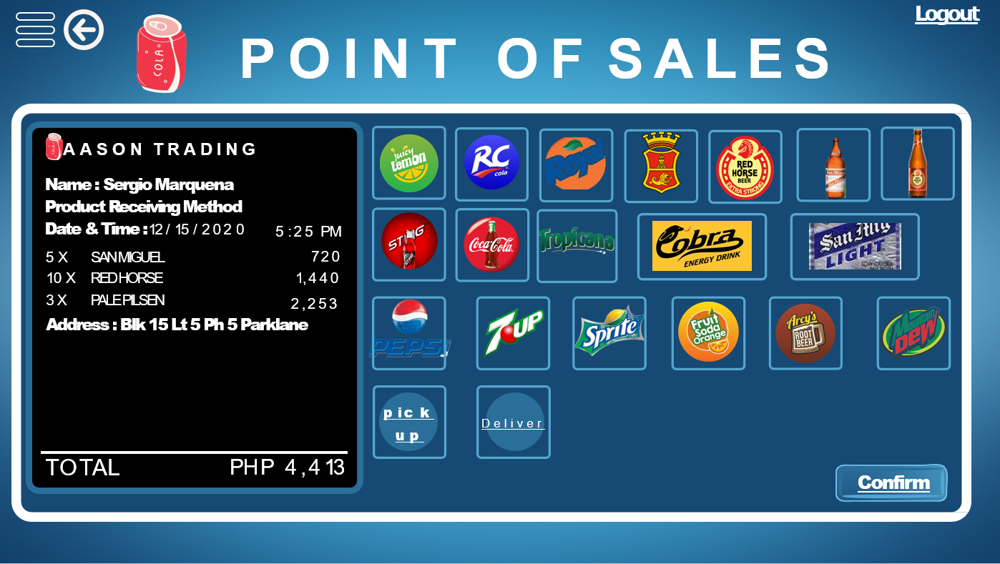 Logout
COLA
POINT OF SALES
AASON TRADING
Name : Sergio Marquena
Product Receiving Method
Date & Time : 12/15/2020 5:25 PM
5 X SAN MIGUEL 720
10 X RED HORSE 1,440
3 X PALE PILSEN 2,253
Address : Blk 15 Lt 5 Ph 5 Parklane
TOTAL PHP 4,413
Juicy
Lemon
RC
cola
Royal
RED
HORSE
BEER
EXTRA STRONG
STING
Coca-Cola
Tropicana
Cobra
ENERGY DRINK
San Mig
LIGHT
PEPSI
7UP
Sprite
Fruit
Soda
Orange
Arcy's
ROOT
BEER
Mountain
DEW
pick
up
Deliver
Confirm